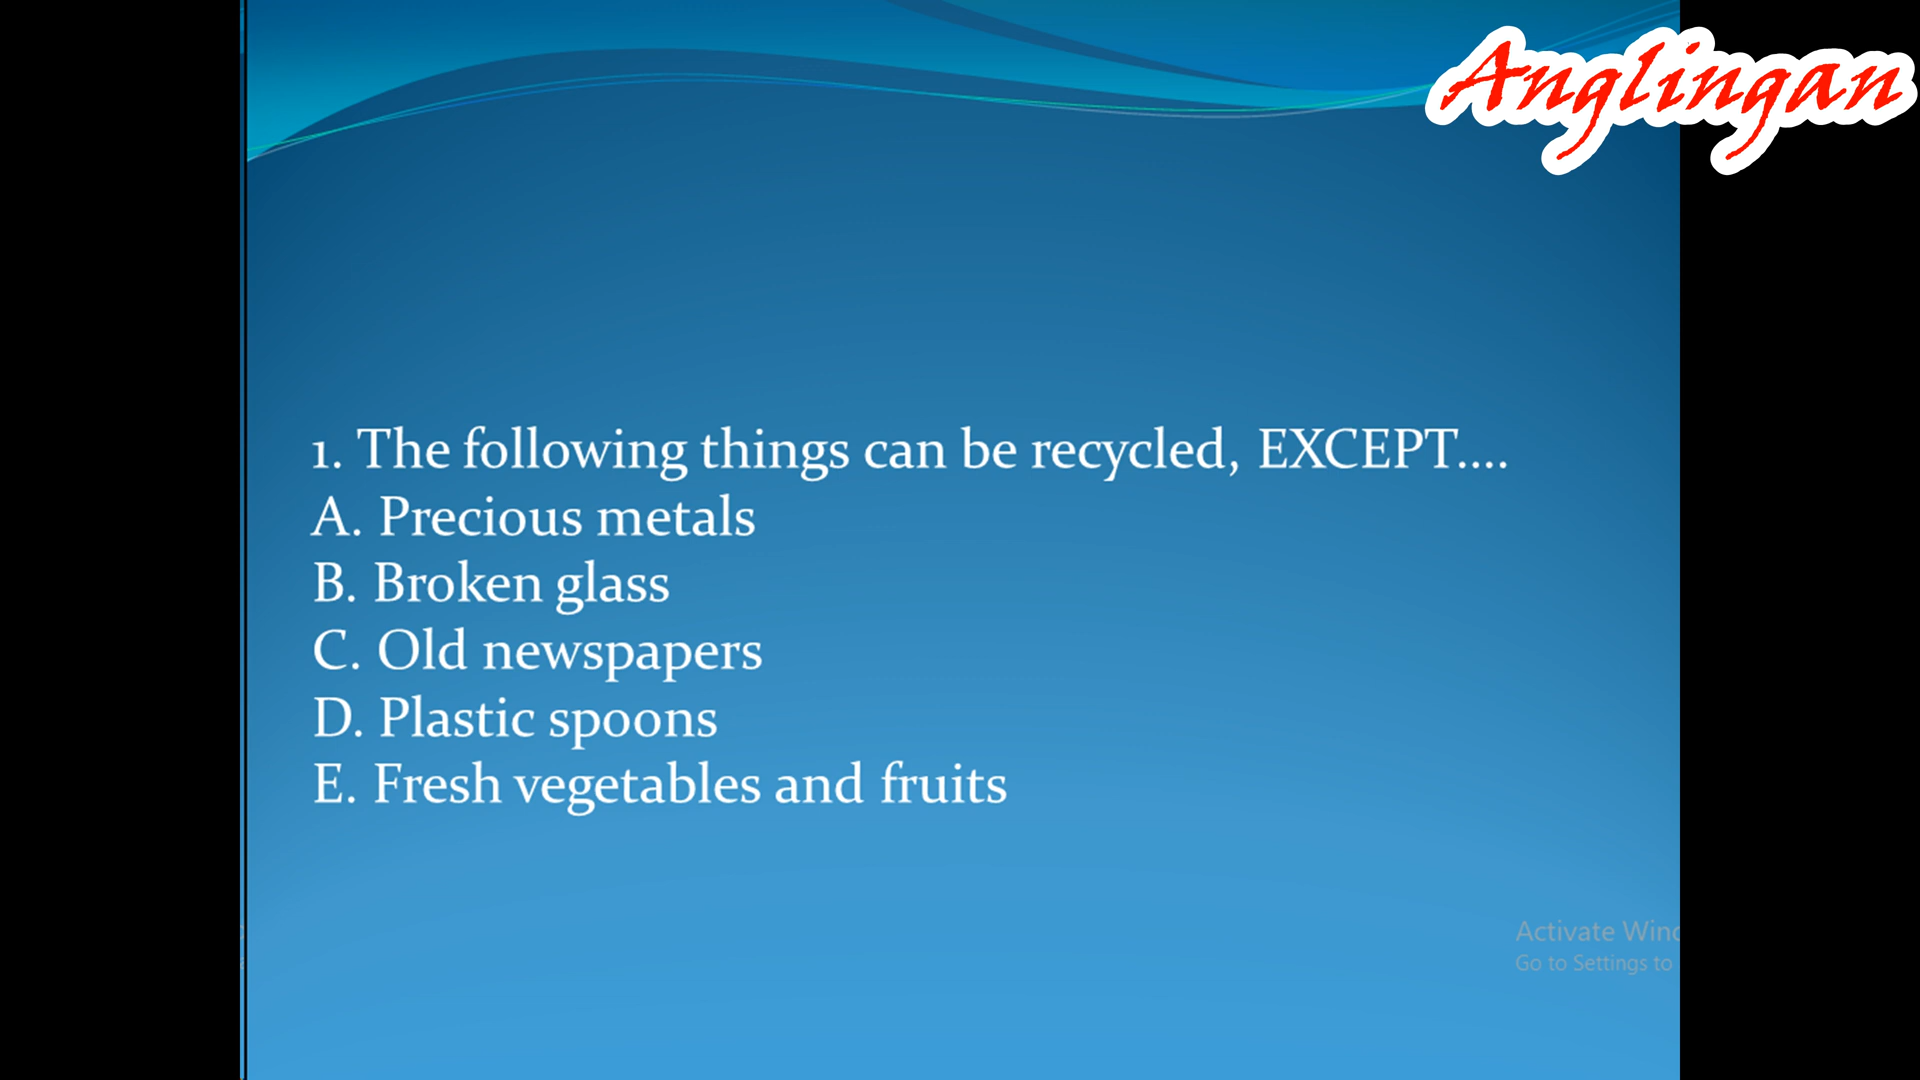 Anglingan
1. The following things can be recycled, EXCEPT....
A. Precious metals
B. Broken glass
C. Old newspapers
D. Plastic spoons
E. Fresh vegetables and fruits
Activate Wind
Go to Settings to